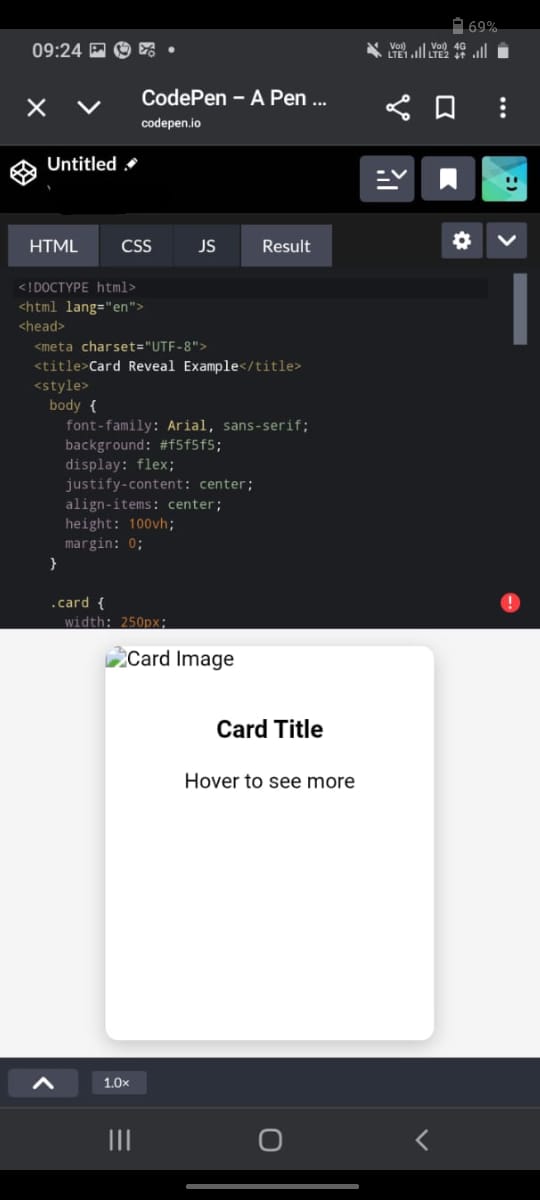 69%
09:24
Vo) LTE1 Vo) LTE2 4G
CodePen – A Pen ...
codepen.io
Untitled
HTML CSS JS Result
<!DOCTYPE html>
<html lang="en">
<head>
<meta charset="UTF-8">
<title>Card Reveal Example</title>
<style>
body {
font-family: Arial, sans-serif;
background: #f5f5f5;
display: flex;
justify-content: center;
align-items: center;
height: 100vh;
margin: 0;
}
.card {
width: 250px;
Card Image
Card Title
Hover to see more
1.0×